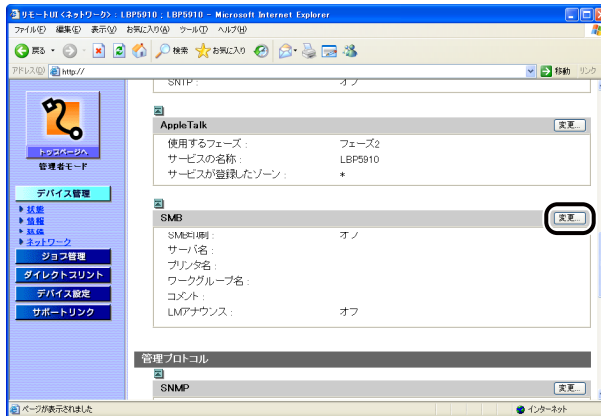 リモートUI <ネットワーク> : LBP5910 ; LBP5910 - Microsoft Internet Explorer
ファイル(F) 編集(E) 表示(V) お気に入り(A) ツール(T) ヘルプ(H)
戻る 検索 お気に入り
アドレス(D) http:// 移動 リンク
SNTP : オフ
AppleTalk 変更...
使用するフェーズ : フェーズ2
サービスの名称 : LBP5910
サービスが登録したゾーン : *
トップページへ
管理者モード
デバイス管理
状態
情報
ネットワーク
ジョブ管理
ダイレクトプリント
デバイス設定
サポートリンク
SMB 変更...
SMB印刷 : オフ
サーバ名 :
プリンタ名 :
ワークグループ名 :
コメント :
LMアナウンス : オフ
管理プロトコル
SNMP 変更...
ページが表示されました インターネット